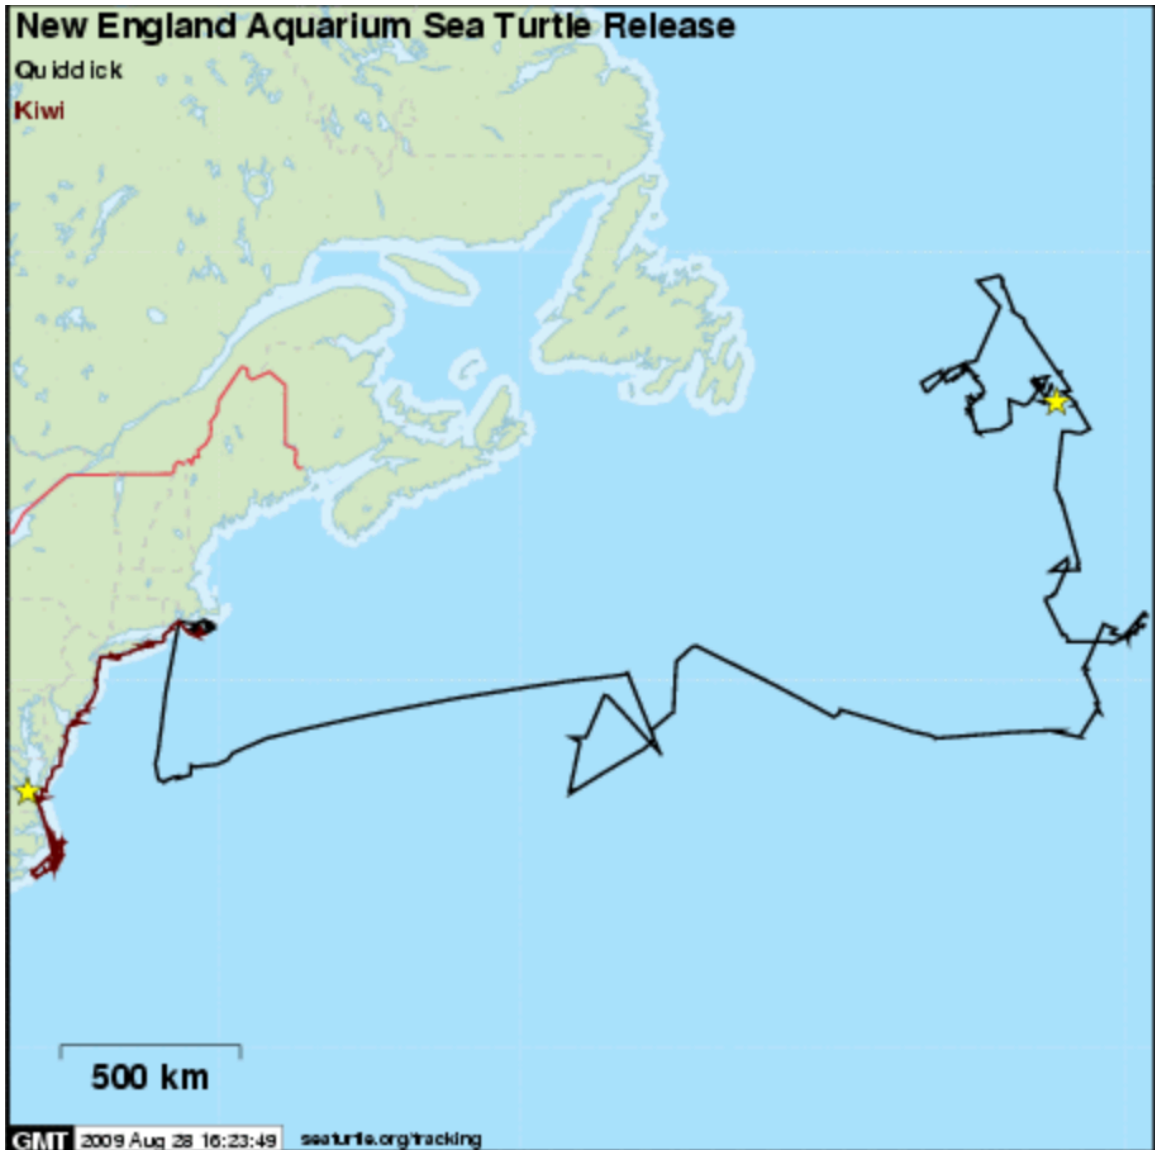 New England Aquarium Sea Turtle Release
Quiddick
Kiwi
500 km
GMT 2009 Aug 28 16:23:49 seaturtle.org/tracking